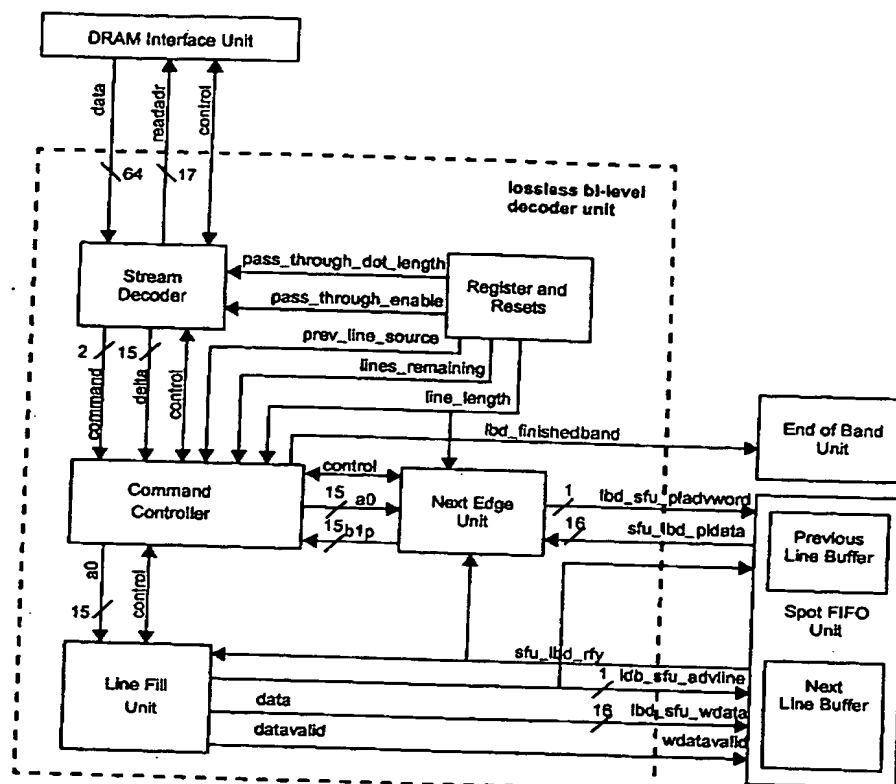 DRAM Interface Unit
data
readadr
control
64
17
lossless bi-level
decoder unit
Stream
Decoder
pass_through_dot_length
pass_through_enable
Register and
Resets
prev_line_source
lines_remaining
line_length
2
15
command
delta
control
lbd_finishedband
End of Band
Unit
Command
Controller
control
15
a0
15
b1p
Next Edge
Unit
1
lbd_sfu_pladvword
16
sfu_lbd_pldata
Previous
Line Buffer
Spot FIFO
Unit
a0
15
control
sfu_lbd_rfy
Line Fill
Unit
1
ldb_sfu_advline
data
16
lbd_sfu_wdata
datavalid
wdatavalid
Next
Line Buffer